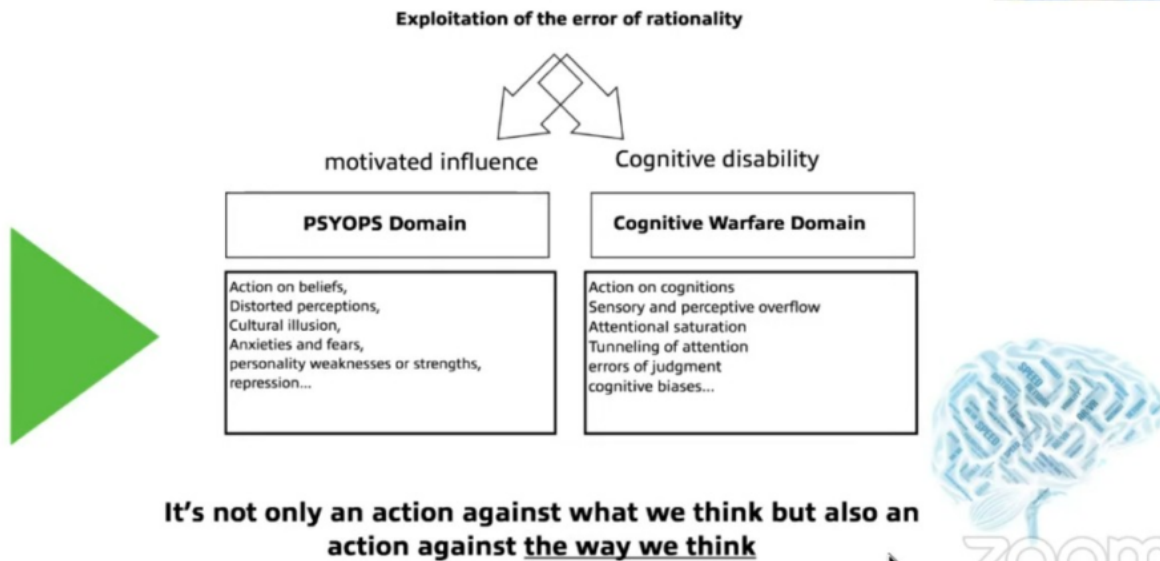 Exploitation of the error of rationality
motivated influence
Cognitive disability
PSYOPS Domain
Cognitive Warfare Domain
Action on beliefs,
Distorted perceptions,
Cultural illusion,
Anxieties and fears,
personality weaknesses or strengths,
repression...
Action on cognitions
Sensory and perceptive overflow
Attentional saturation
Tunneling of attention
errors of judgment
cognitive biases...
It's not only an action against what we think but also an
action against the way we think
zoom